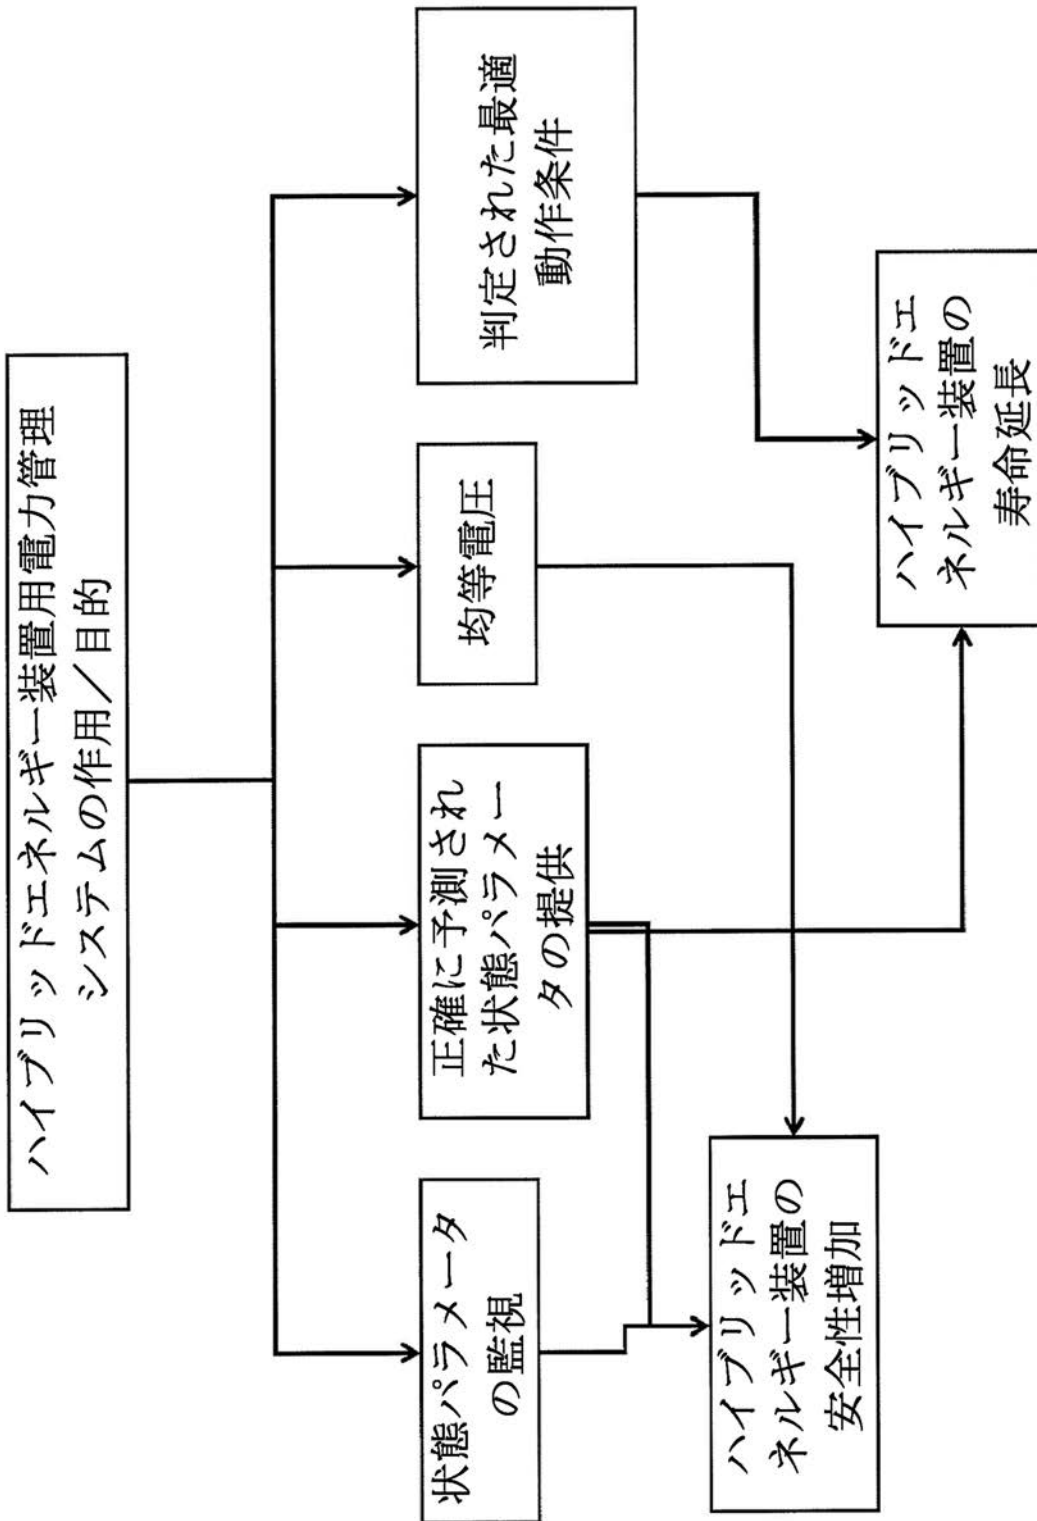 ハイブリッドエネルギー装置用電力管理
システムの作用／目的
状態パラメータ
の監視
正確に予測され
た状態パラメー
タの提供
均等電圧
判定された最適
動作条件
ハイブリッドエ
ネルギー装置の
安全性増加
ハイブリッドエ
ネルギー装置の
寿命延長